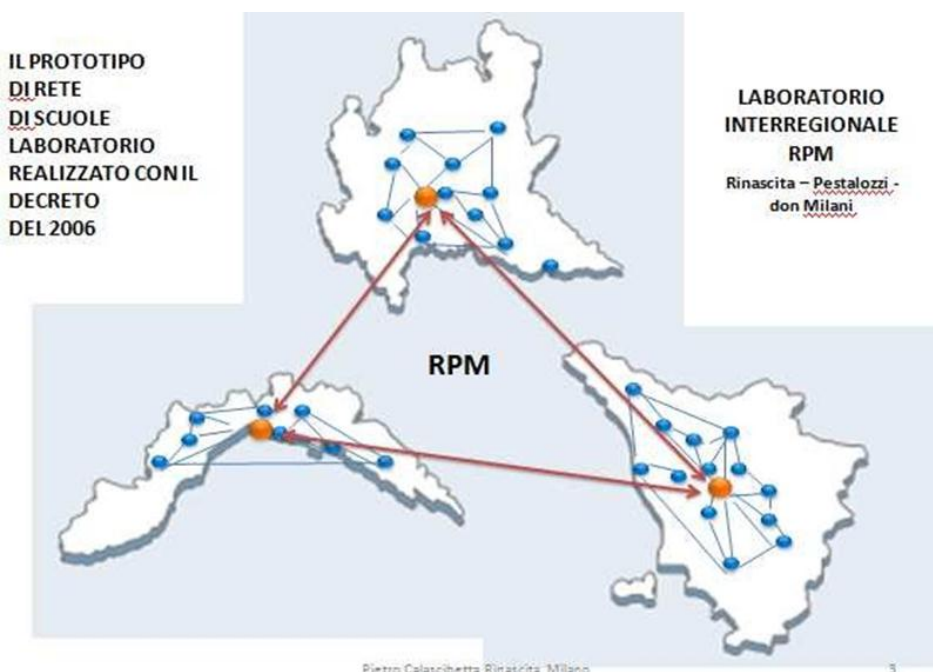 IL PROTOTIPO
DI RETE
DI SCUOLE
LABORATORIO
REALIZZATO CON IL
DECRETO
DEL 2006
LABORATORIO
INTERREGIONALE
RPM
Rinascita – Pestalozzi -
don Milani
RPM
Pietro Calascibetta Rinascita Milano
3